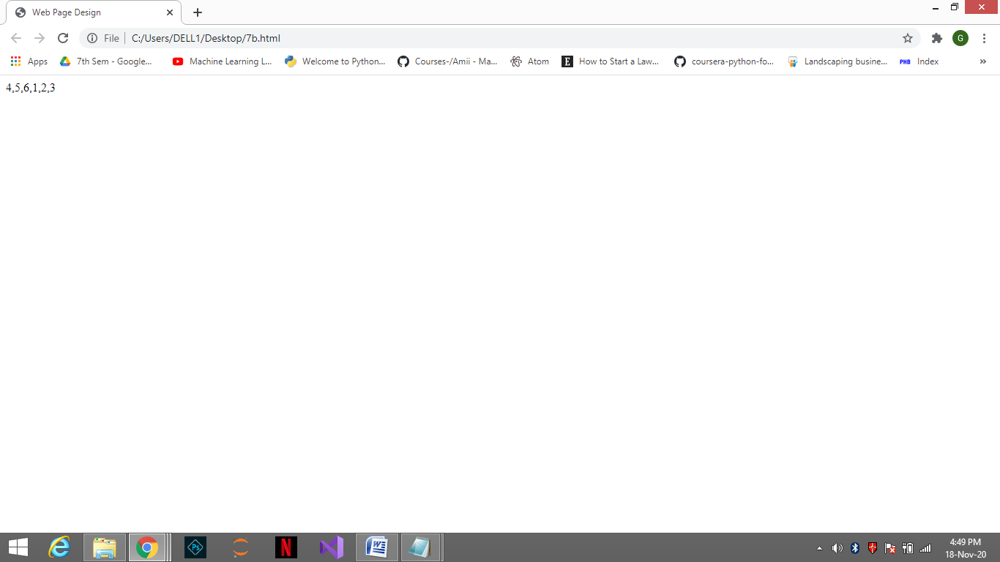 Web Page Design
File C:/Users/DELL1/Desktop/7b.html G
Apps 7th Sem - Google... Machine Learning L... Welcome to Python... Courses-/Amii - Ma... Atom E How to Start a Law... coursera-python-fo... Landscaping busine... PHB Index »
4,5,6,1,2,3
Ps N W 4:49 PM
18-Nov-20